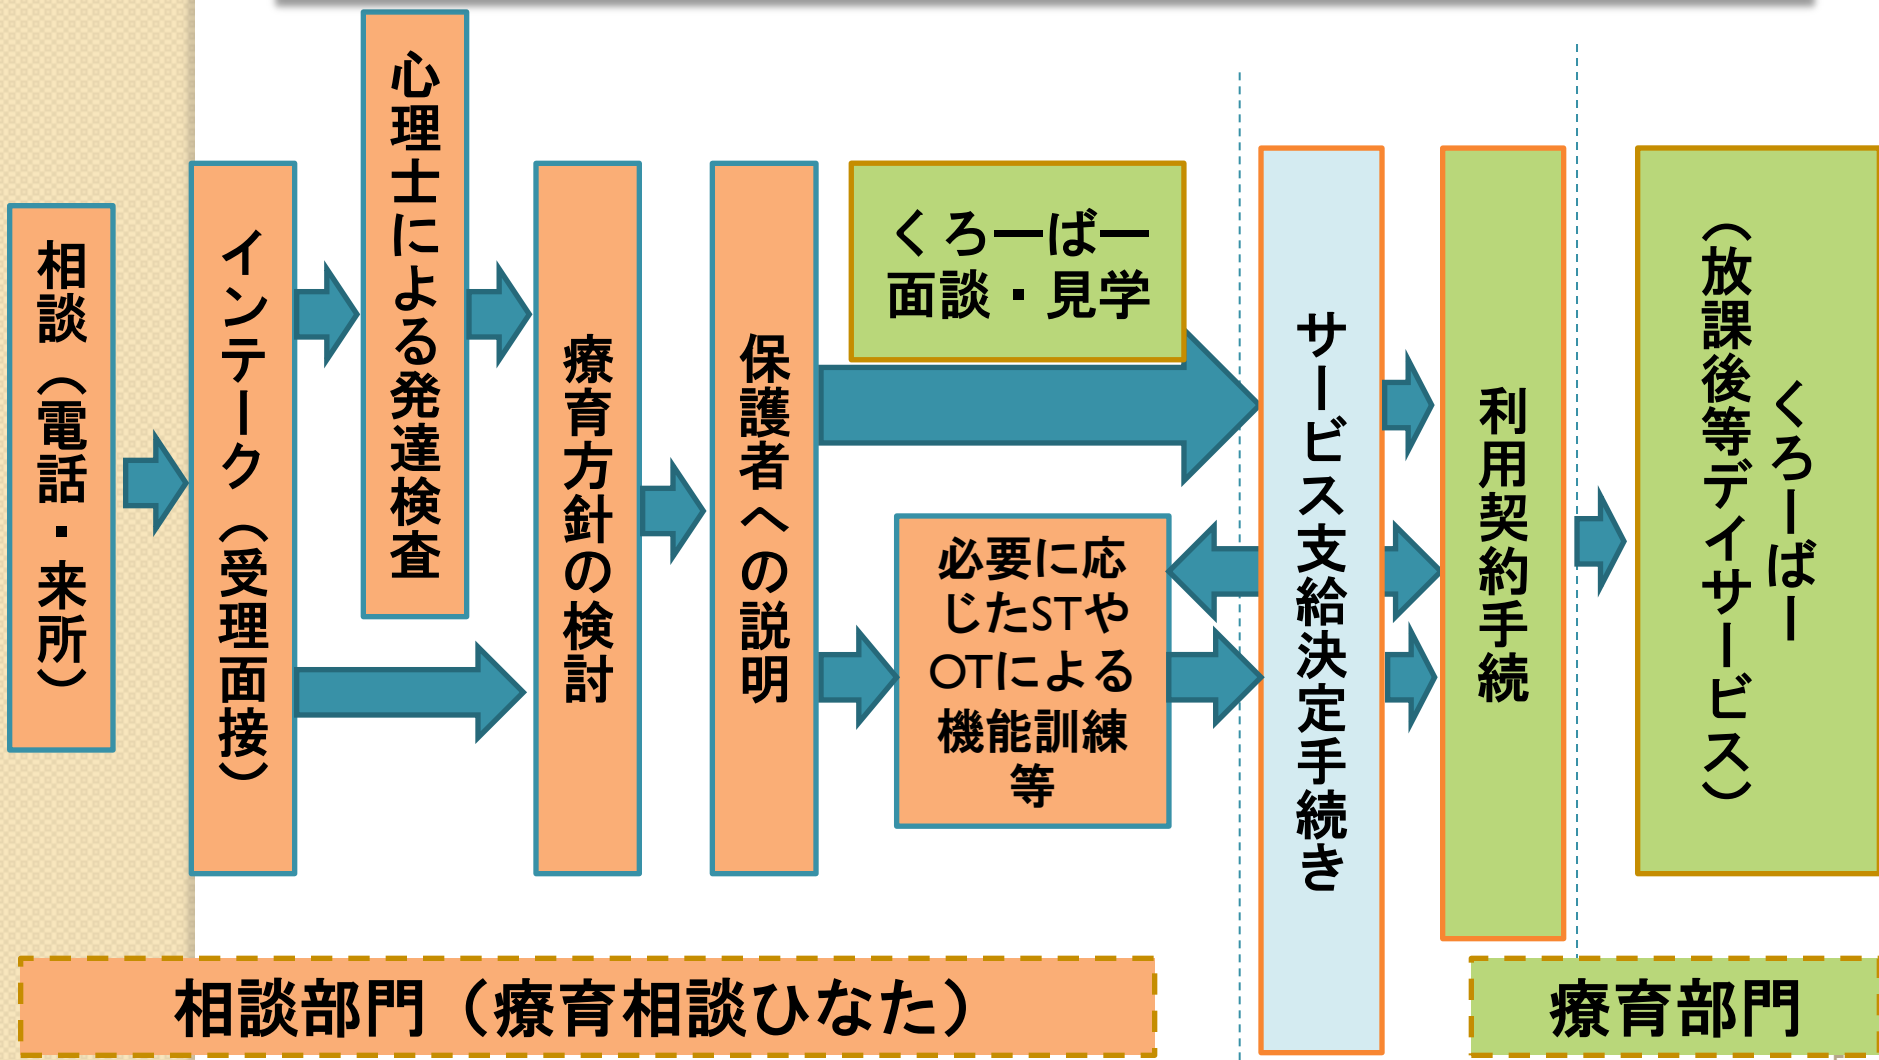 相談（電話・来所）
インテーク（受理面接）
心理士による発達検査
療育方針の検討
保護者への説明
くろーばー
面談・見学
必要に応
じたSTや
OTによる
機能訓練
等
サービス支給決定手続き
利用契約手続
くろーばー
（放課後等デイサービス）
相談部門（療育相談ひなた）
療育部門